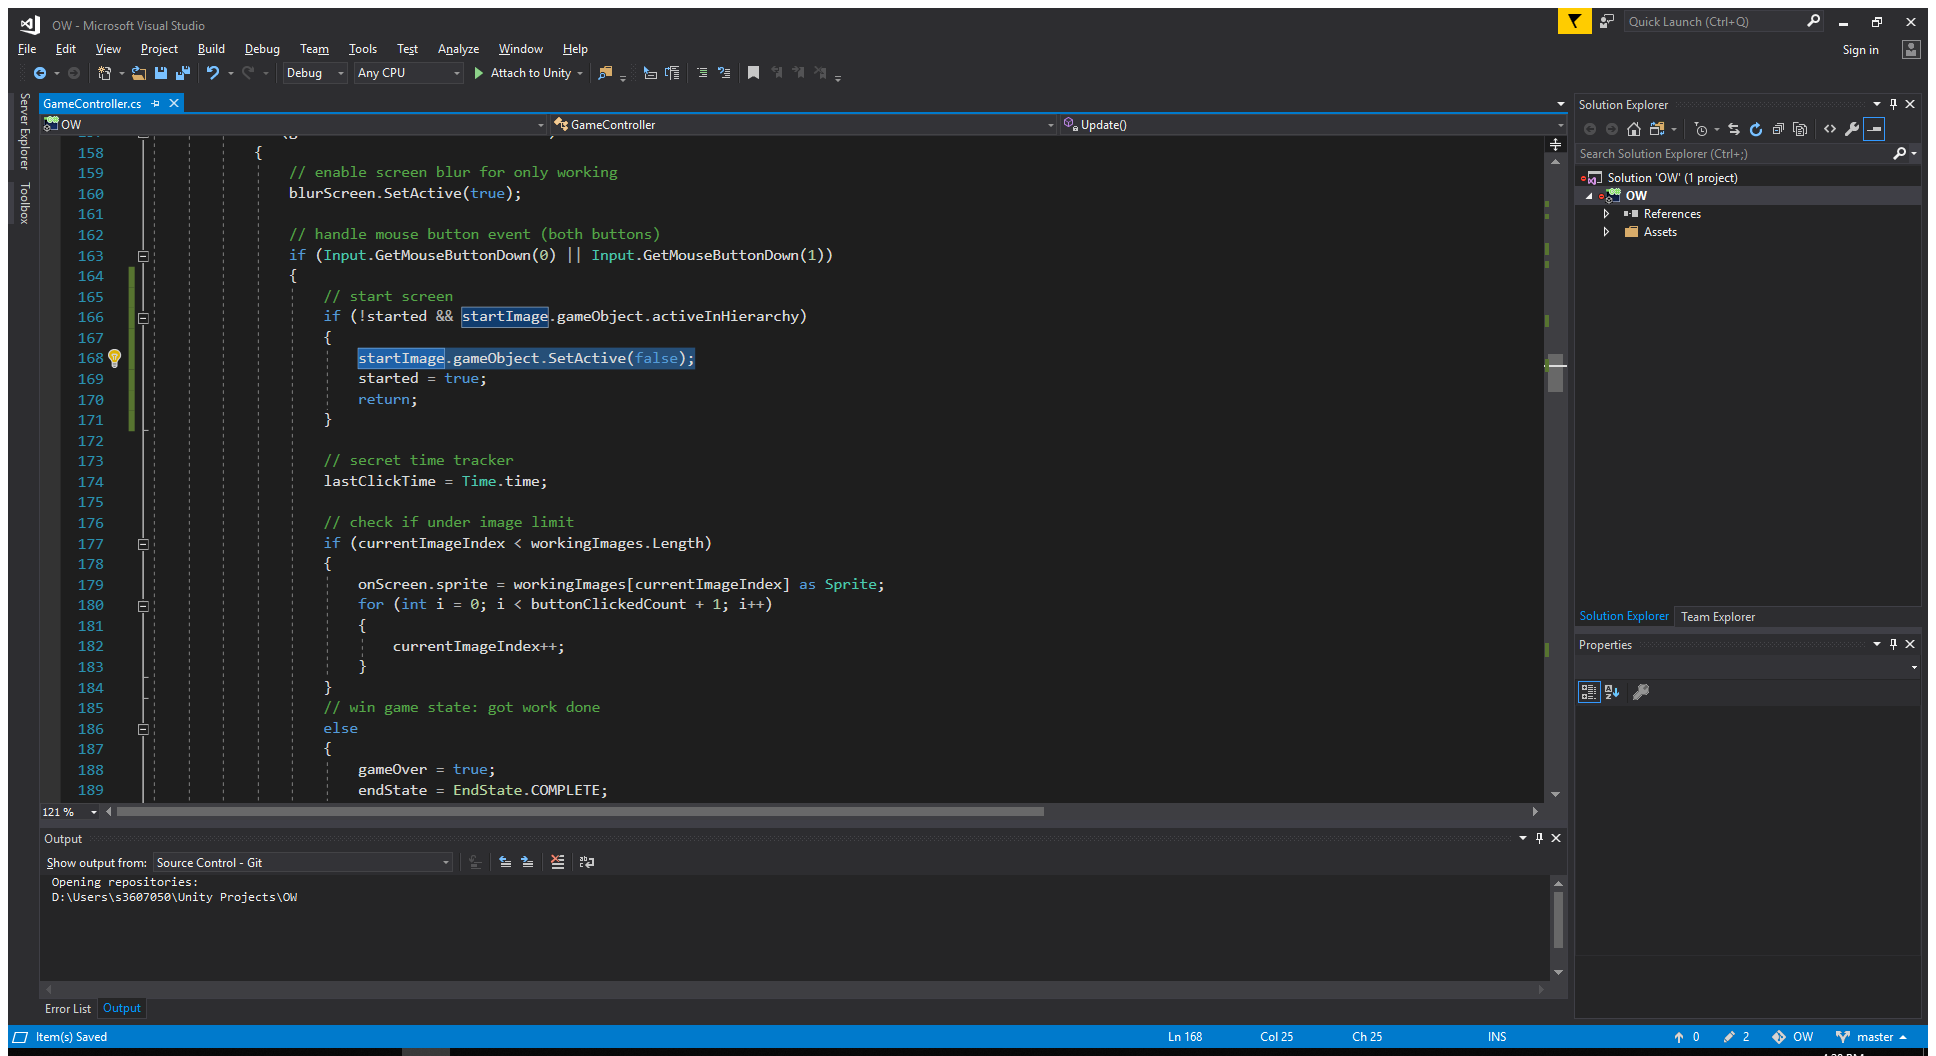 OW - Microsoft Visual Studio
Quick Launch (Ctrl+Q)
File Edit View Project Build Debug Team Tools Test Analyze Window Help
Sign in
Debug Any CPU Attach to Unity
Server Explorer
Toolbox
GameController.cs
OW GameController Update()
158 {
159 // enable screen blur for only working
160 blurScreen.SetActive(true);
161
162 // handle mouse button event (both buttons)
163 if (Input.GetMouseButtonDown(0) || Input.GetMouseButtonDown(1))
164 {
165 // start screen
166 if (!started && startImage.gameObject.activeInHierarchy)
167 {
168 startImage.gameObject.SetActive(false);
169 started = true;
170 return;
171 }
172
173 // secret time tracker
174 lastClickTime = Time.time;
175
176 // check if under image limit
177 if (currentImageIndex < workingImages.Length)
178 {
179 onScreen.sprite = workingImages[currentImageIndex] as Sprite;
180 for (int i = 0; i < buttonClickedCount + 1; i++)
181 {
182 currentImageIndex++;
183 }
184 }
185 // win game state: got work done
186 else
187 {
188 gameOver = true;
189 endState = EndState.COMPLETE;
121 %
Output
Show output from: Source Control - Git
Opening repositories:
D:\Users\s3607050\Unity Projects\OW
Error List Output
Solution Explorer
Search Solution Explorer (Ctrl+;)
Solution 'OW' (1 project)
OW
References
Assets
Solution Explorer Team Explorer
Properties
Item(s) Saved Ln 168 Col 25 Ch 25 INS 0 2 OW master